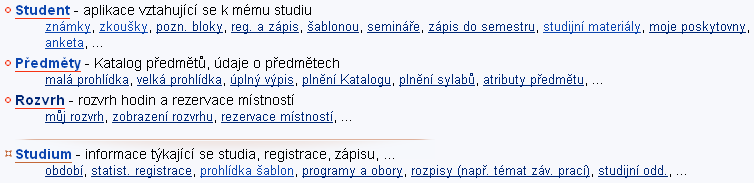 Student - aplikace vztahující se k mému studiu
známky, zkoušky, pozn. bloky, reg. a zápis, šablonou, semináře, zápis do semestru, studijní materiály, moje poskytovny,
anketa, ...
Předměty - Katalog předmětů, údaje o předmětech
malá prohlídka, velká prohlídka, úplný výpis, plnění Katalogu, plnění sylabů, atributy předmětu, ...
Rozvrh - rozvrh hodin a rezervace místností
můj rozvrh, zobrazení rozvrhu, rezervace místností, ...
Studium - informace týkající se studia, registrace, zápisu, ...
období, statist. registrace, prohlídka šablon, programy a obory, rozpisy (např. témat záv. prací), studijní odd., ...